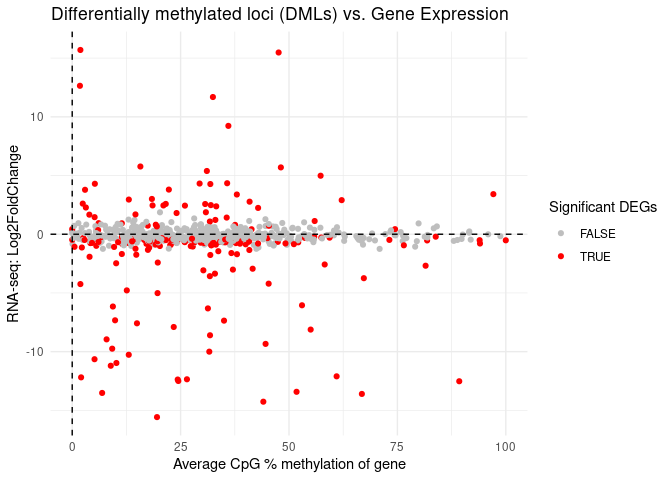 Differentially methylated loci (DMLs) vs. Gene Expression
RNA-seq: Log2FoldChange
10
0
-10
0
25
50
75
100
Average CpG % methylation of gene
Significant DEGs
FALSE
TRUE